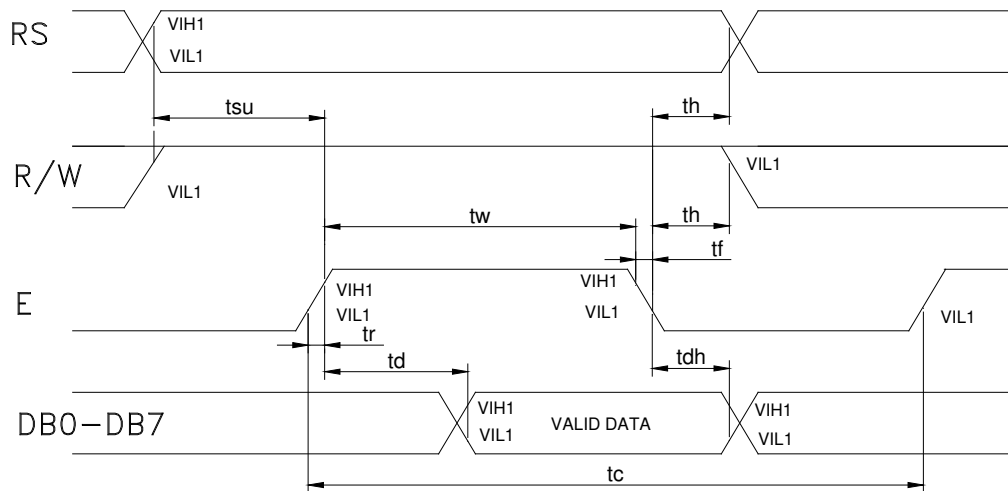 RS
VIH1
VIL1
tsu
th
R/W
VIL1
VIL1
tw
th
tf
E
VIH1
VIL1
VIH1
VIL1
VIL1
tr
td
tdh
DB0-DB7
VIH1
VIL1
VALID DATA
VIH1
VIL1
tc